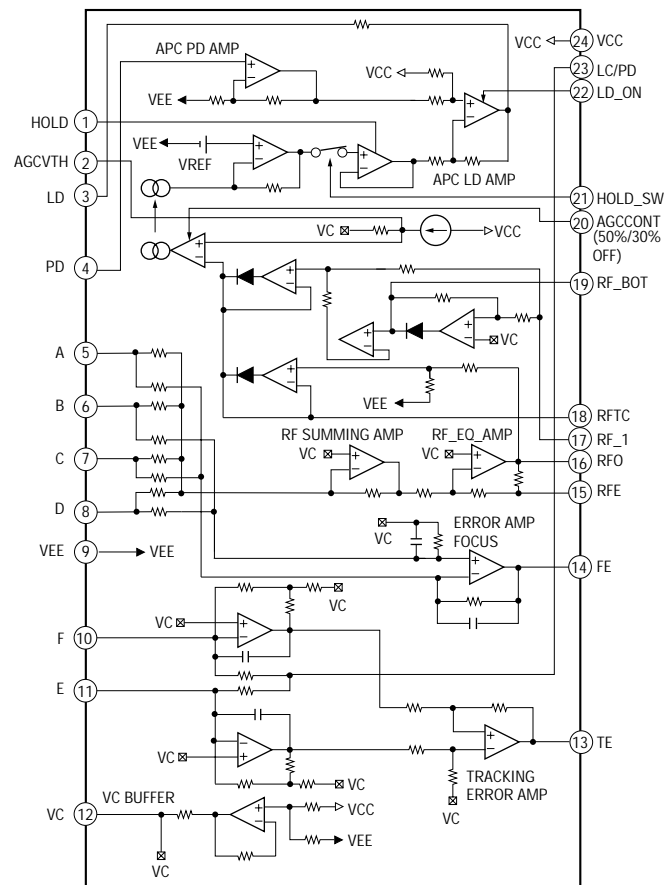 APC PD AMP
VCC
24 VCC
23 LC/PD
VCC
22 LD_ON
VEE
HOLD 1
VEE
VREF
AGCVTH 2
APC LD AMP
LD 3
21 HOLD_SW
20 AGCCONT
(50%/30%
OFF)
VC
VCC
PD 4
19 RF_BOT
VC
A 5
B 6
VEE
18 RFTC
17 RF_1
RF SUMMING AMP
RF_EQ_AMP
C 7
VC
VC
16 RFO
15 RFE
D 8
VC
ERROR AMP
FOCUS
VEE 9
VEE
14 FE
VC
VC
F 10
E 11
13 TE
VC
VC
TRACKING
ERROR AMP
VC
VC 12
VC BUFFER
VCC
VEE
VC